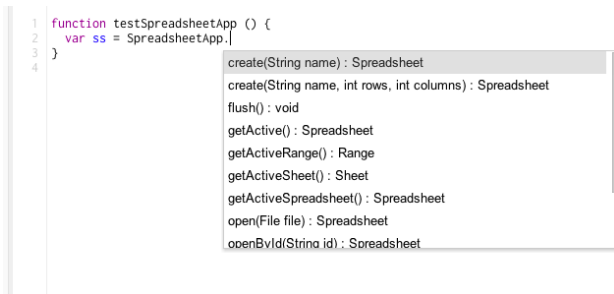 1 function testSpreadsheetApp () {
2 var ss = SpreadsheetApp.
3 }
4
create(String name) : Spreadsheet
create(String name, int rows, int columns) : Spreadsheet
flush() : void
getActive() : Spreadsheet
getActiveRange() : Range
getActiveSheet() : Sheet
getActiveSpreadsheet() : Spreadsheet
open(File file) : Spreadsheet
openById(String id) : Spreadsheet